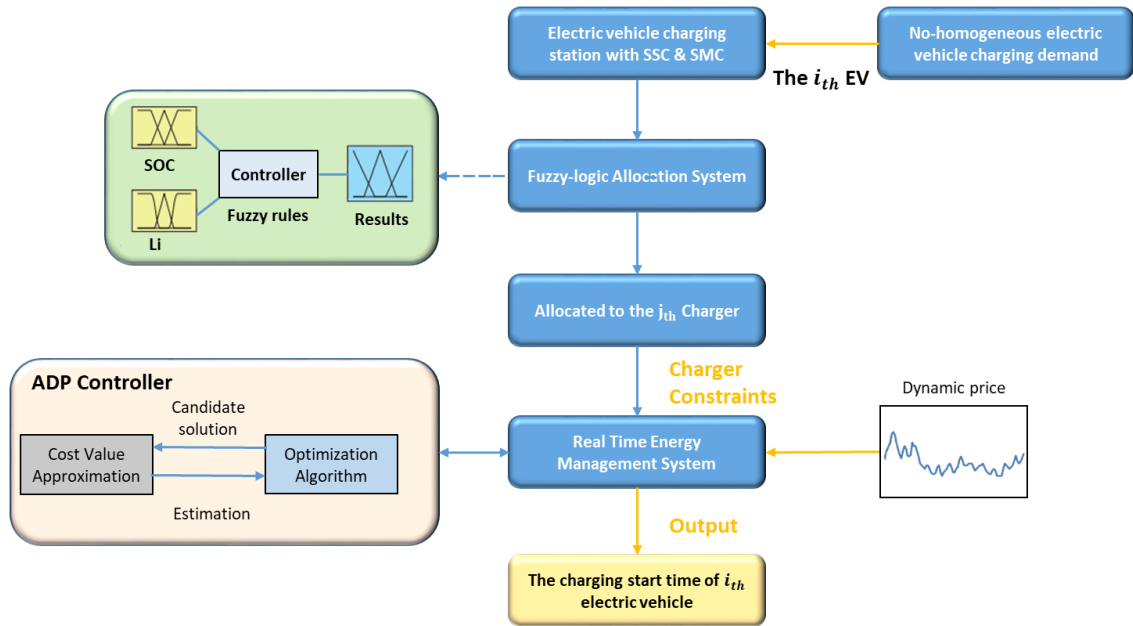 Electric vehicle charging
station with SSC & SMC
No-homogeneous electric
vehicle charging demand
The ith EV
SOC
Controller
Fuzzy rules
Li
Results
Fuzzy-logic Allocation System
Allocated to the jth Charger
Charger
Constraints
ADP Controller
Candidate
solution
Cost Value
Approximation
Optimization
Algorithm
Estimation
Real Time Energy
Management System
Dynamic price
Output
The charging start time of ith
electric vehicle